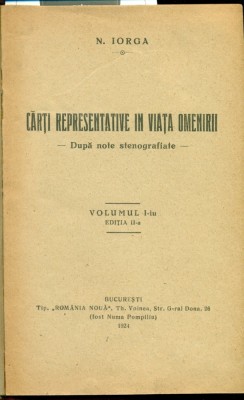 N. IORGA
CĂRȚI REPRESENTATIVE IN VIAȚA OMENIRII
— După note stenografiate —
VOLUMUL I-iu
EDIȚIA II-a
BUCUREȘTI
Tip. „ROMÂNIA NOUĂ", Th. Voinea, Str. G-ral Dona, 26
(fost Numa Pompiliu)
1924